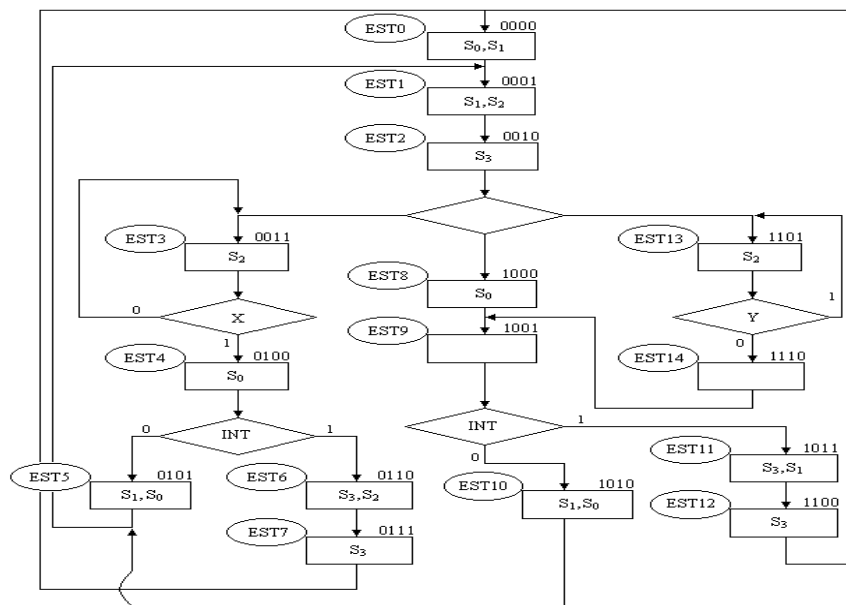 EST0 0000
S0,S1
EST1 0001
S1,S2
EST2 0010
S3
EST3 0011
S2
EST13 1101
S2
EST8 1000
S0
0 X
1
Y 1
0
EST9 1001
EST4 0100
S0
EST14 1110
0 INT 1
INT 1
0
EST5 0101
S1,S0
EST6 0110
S3,S2
EST10 1010
S1,S0
EST11 1011
S3,S1
EST12 1100
S3
EST7 0111
S3